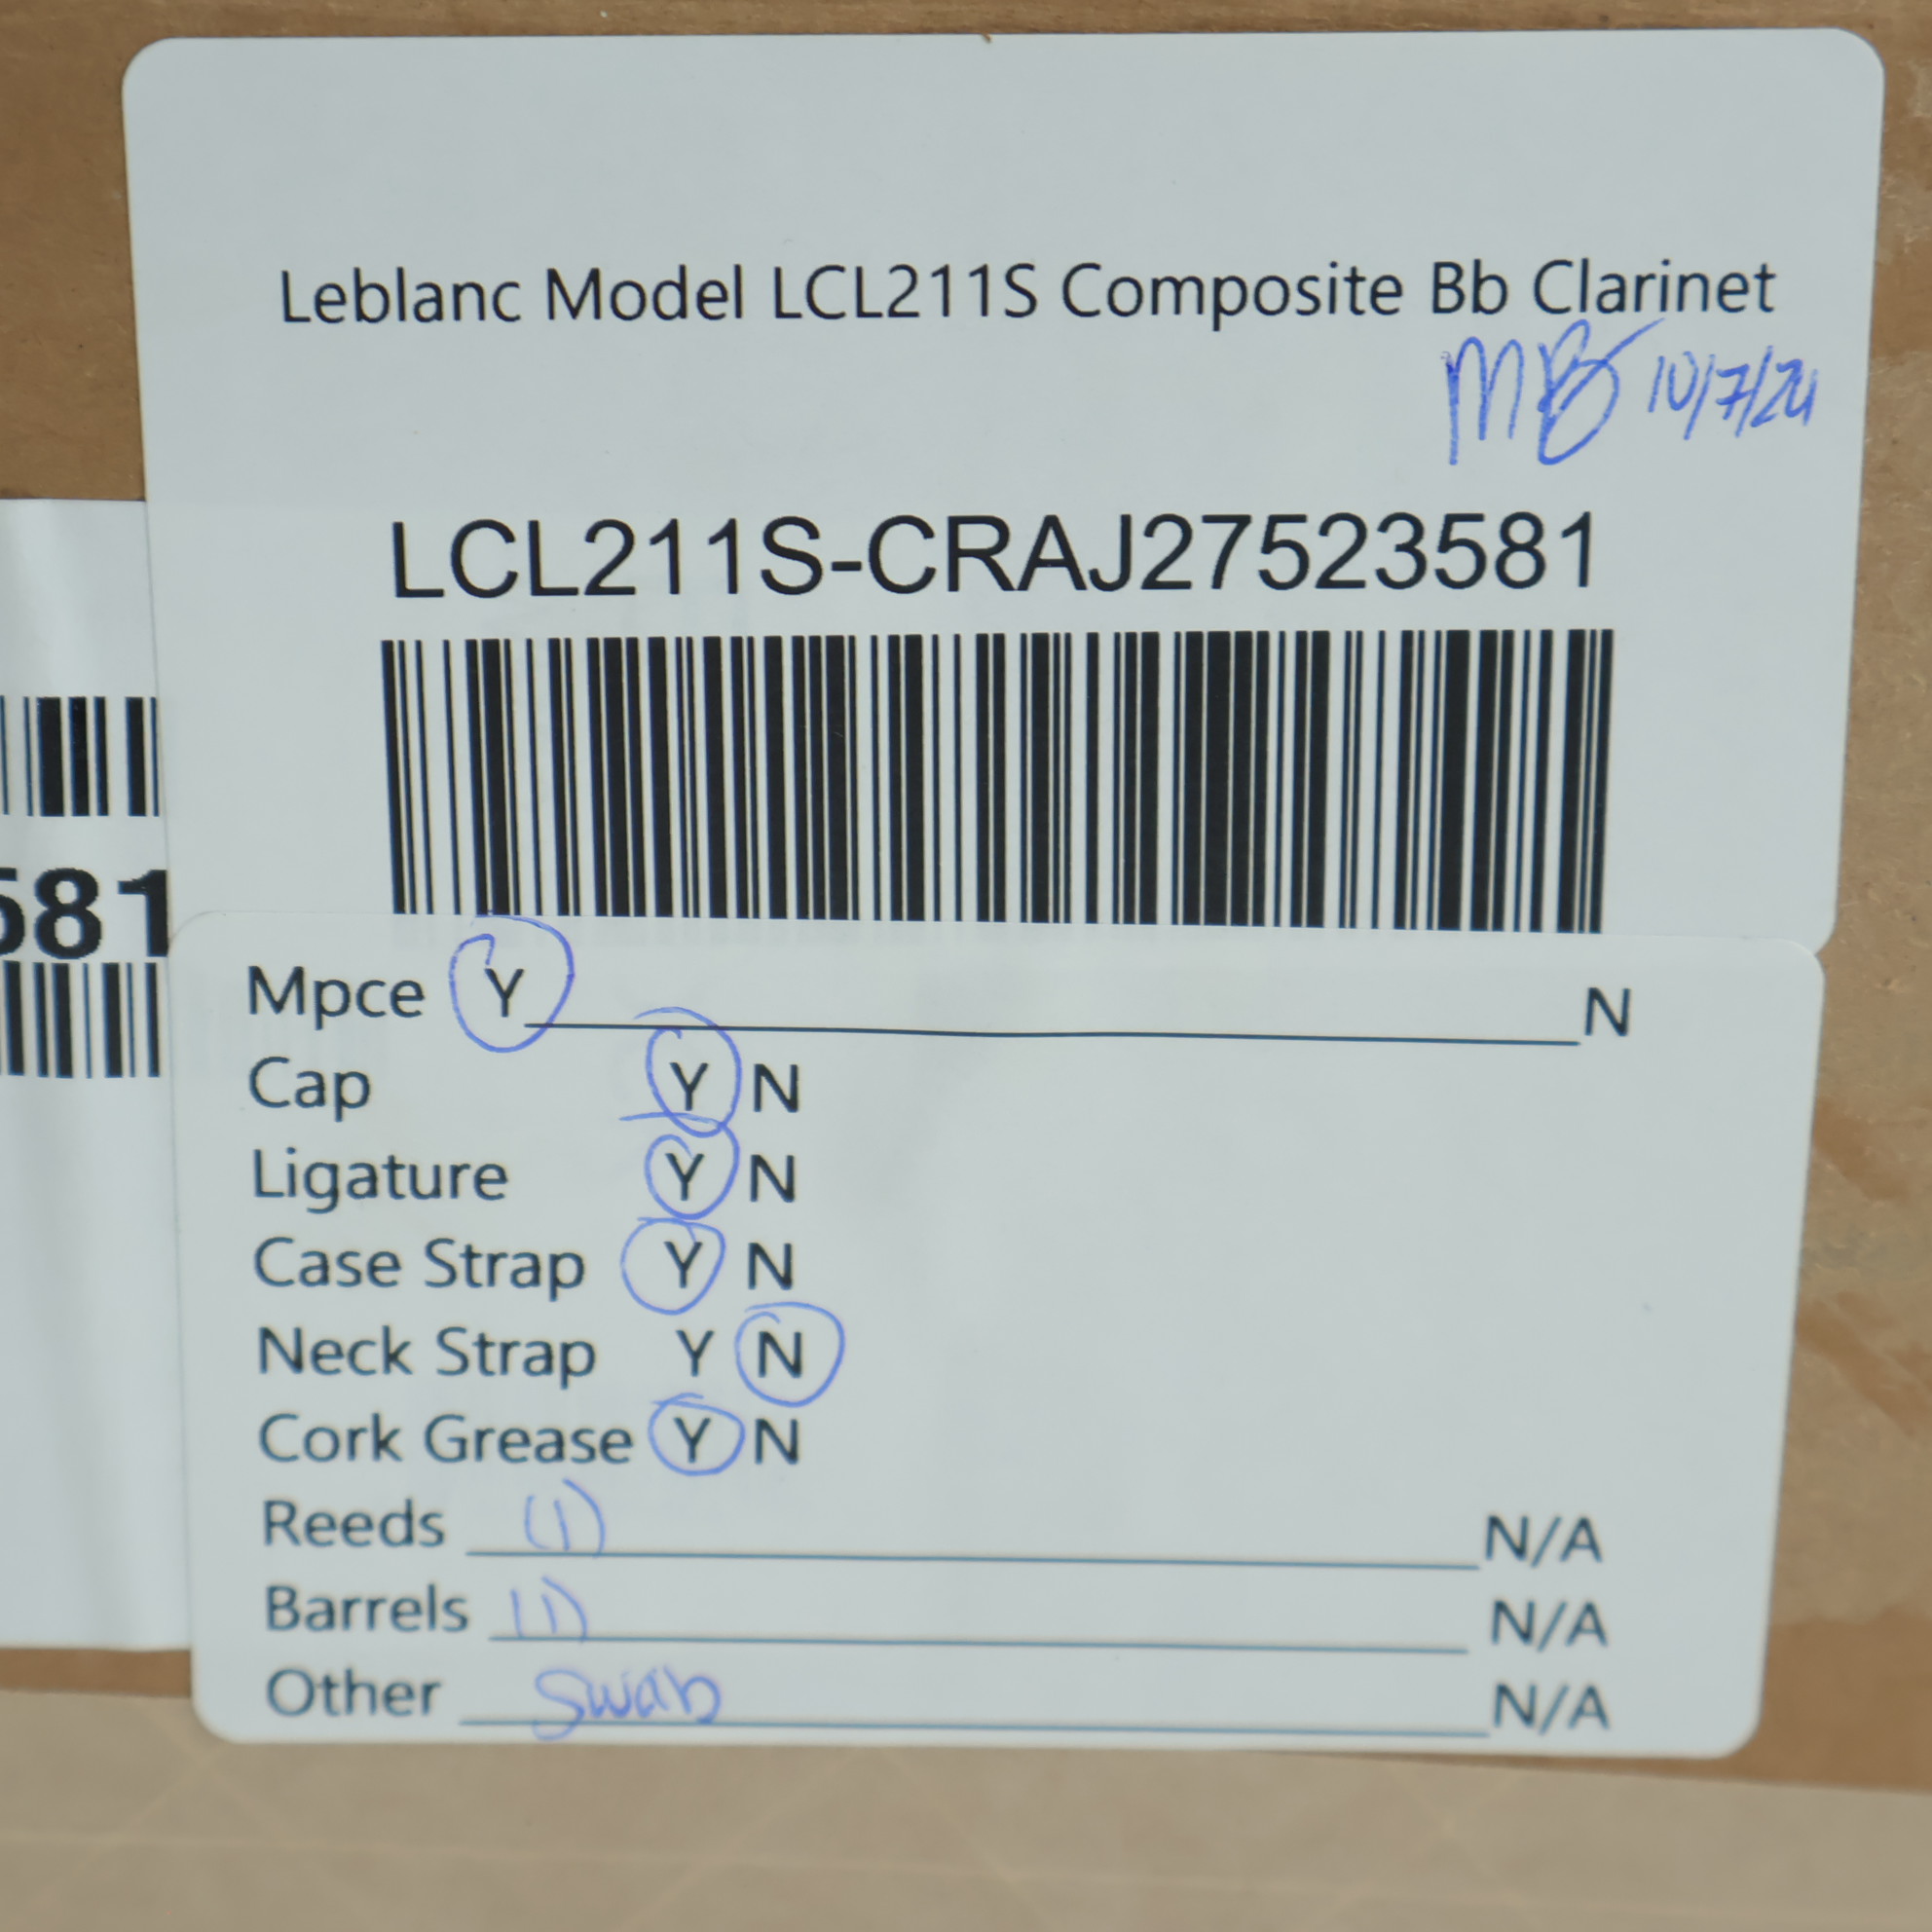 Leblanc Model LCL211S Composite Bb Clarinet
MB 10/7/24
LCL211S-CRAJ27523581
581
Mpce Y N
Cap Y N
Ligature Y N
Case Strap Y N
Neck Strap Y N
Cork Grease Y N
Reeds (1) N/A
Barrels (1) N/A
Other Swab N/A